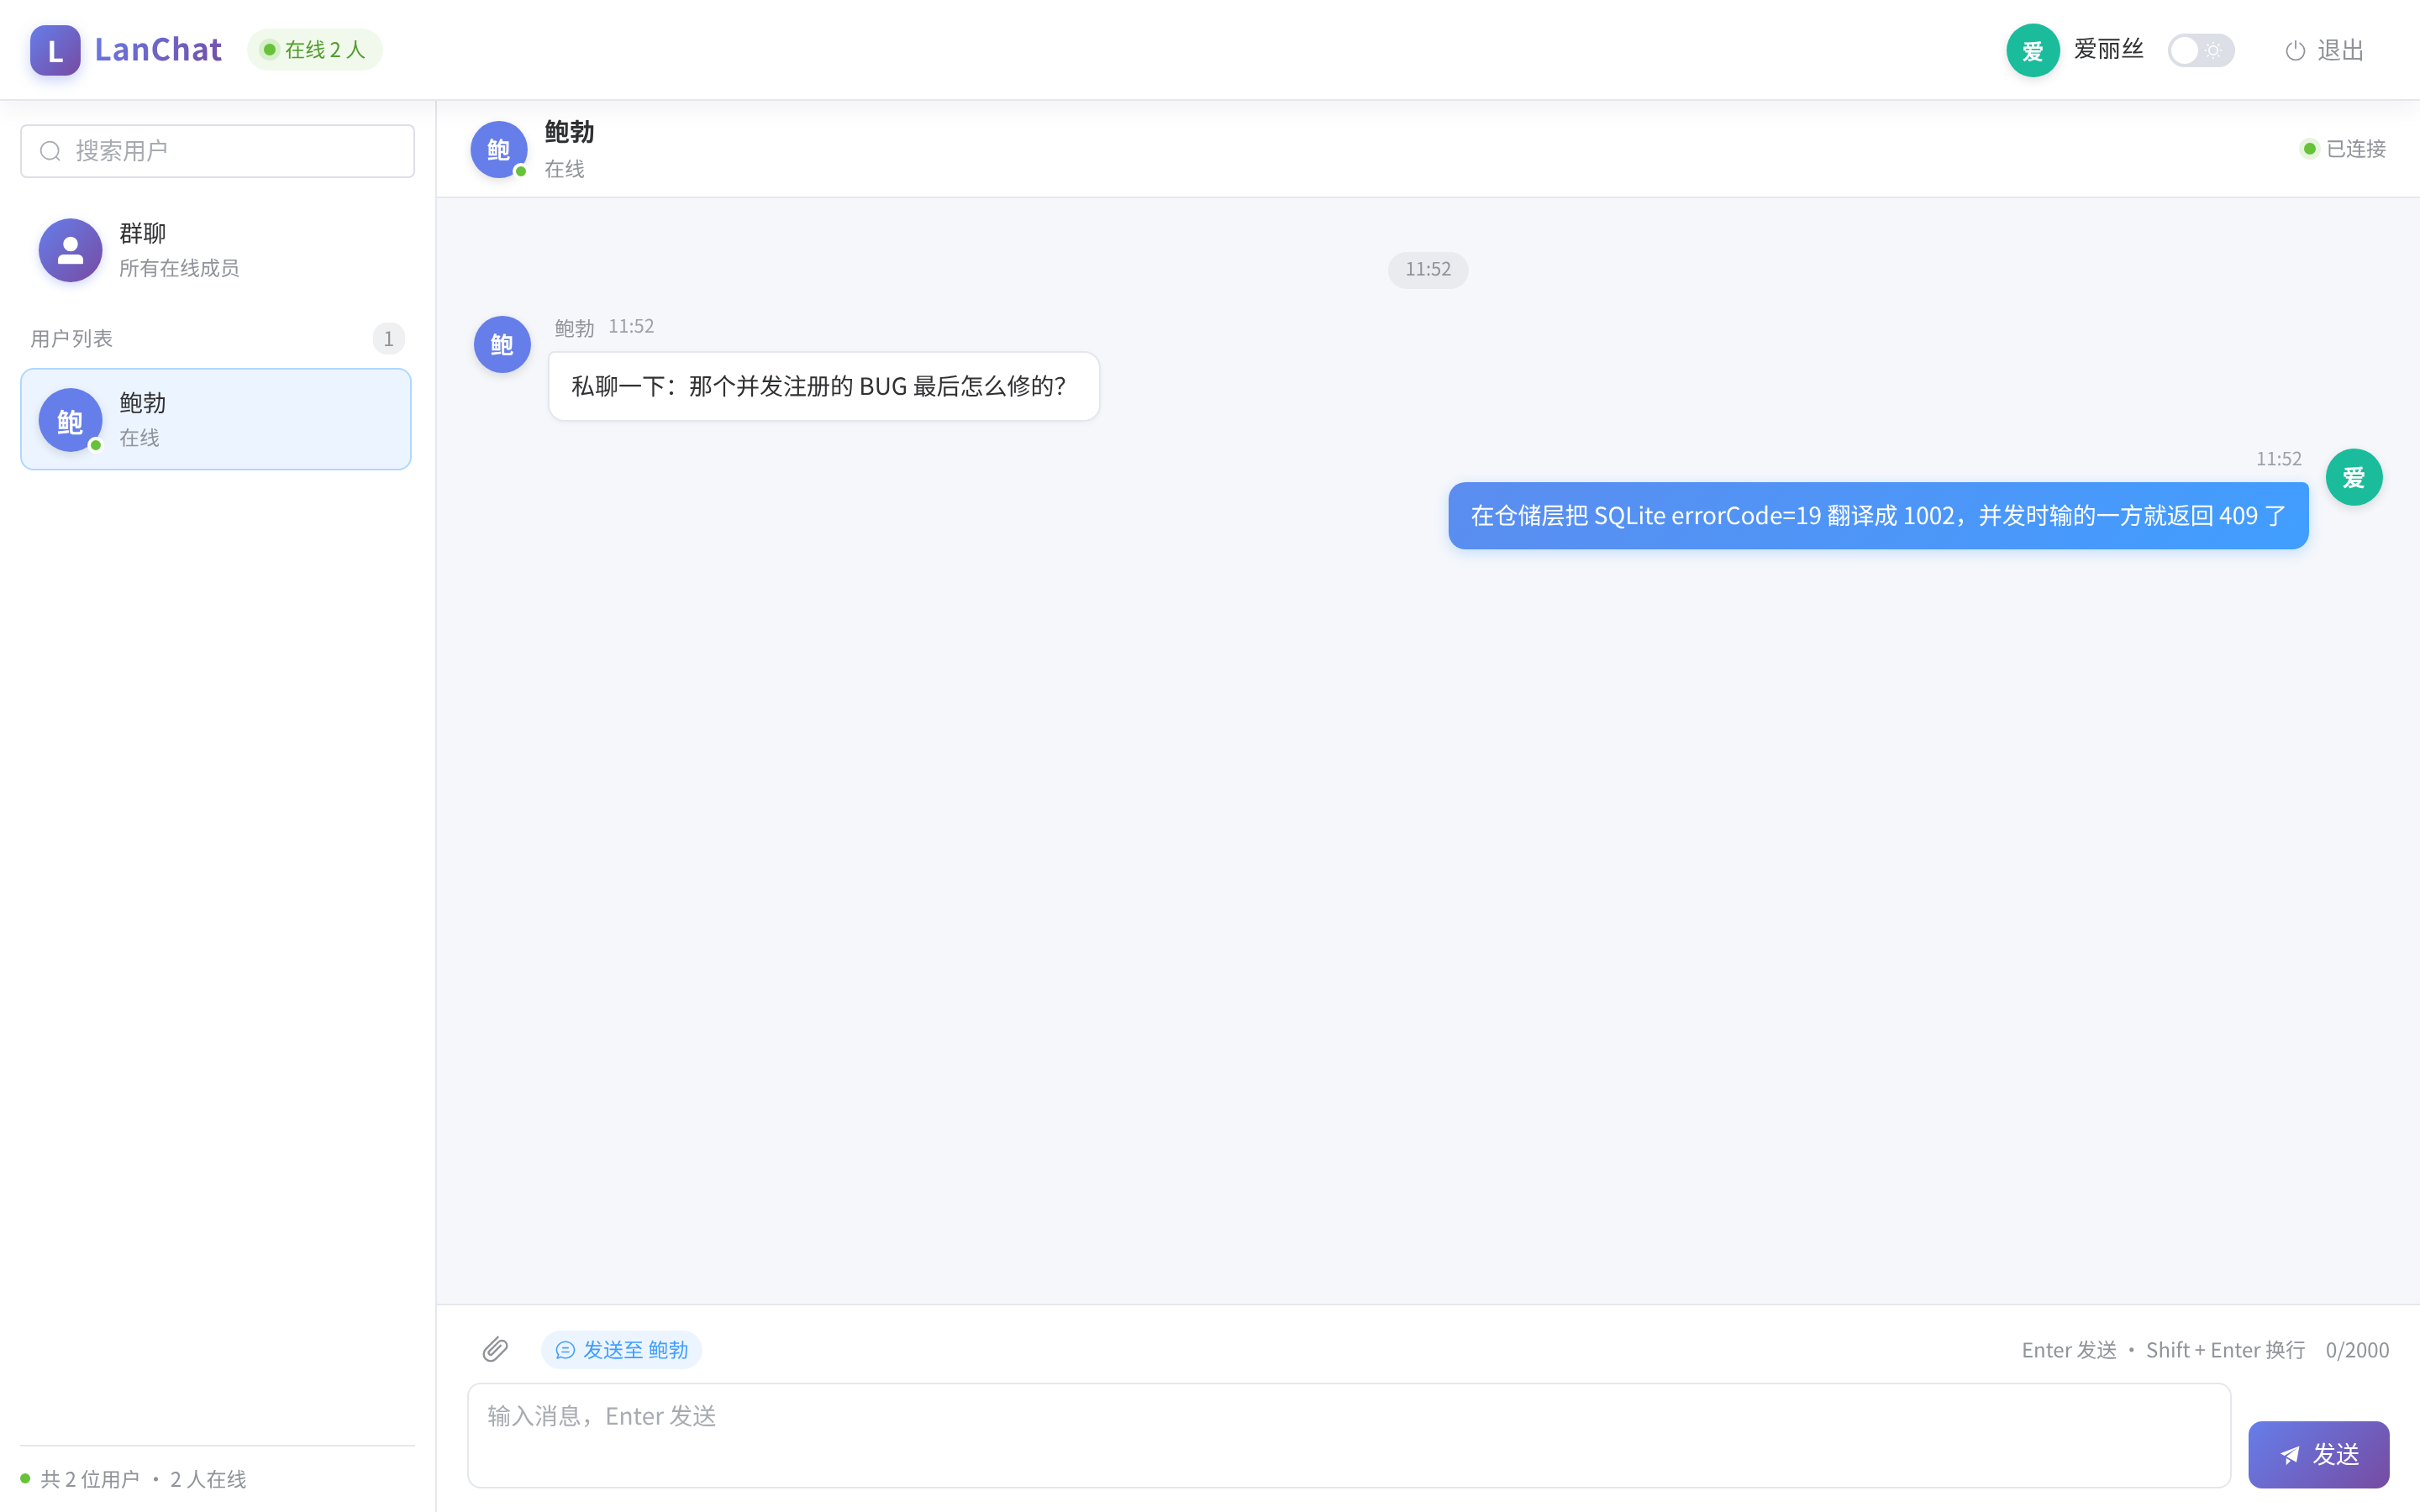 L LanChat 在线 2 人
爱 爱丽丝 退出
搜索用户
群聊
所有在线成员
用户列表 1
鲍 鲍勃
在线
鲍 鲍勃
在线
已连接
11:52
鲍 鲍勃 11:52
私聊一下：那个并发注册的 BUG 最后怎么修的？
11:52 爱
在仓储层把 SQLite errorCode=19 翻译成 1002，并发时输的一方就返回 409 了
发送至 鲍勃
Enter 发送 · Shift + Enter 换行 0/2000
输入消息，Enter 发送
发送
共 2 位用户 · 2 人在线